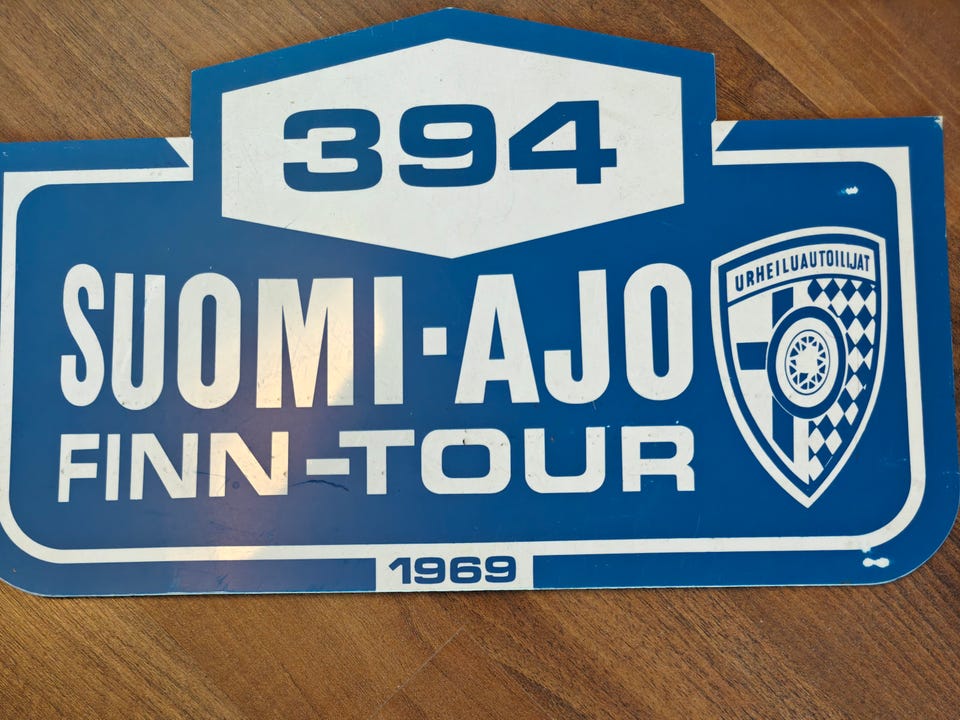 394
SUOMI-AJO
URHEILUAUTOILIJAT
FINN-TOUR
1969